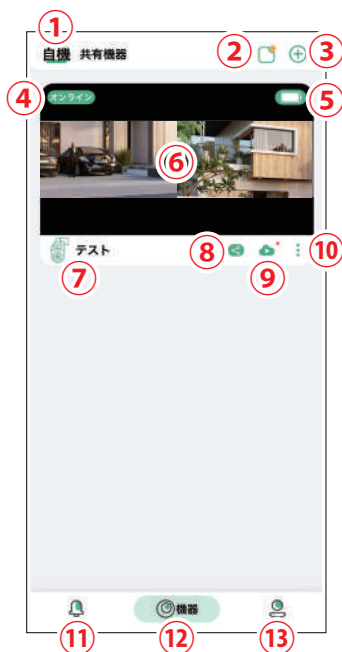 ①
自機 共有機器 ② ③
④ オンライン ⑤
⑥
⑦ テスト ⑧ ⑨ ⑩
機器
⑪ ⑫ ⑬